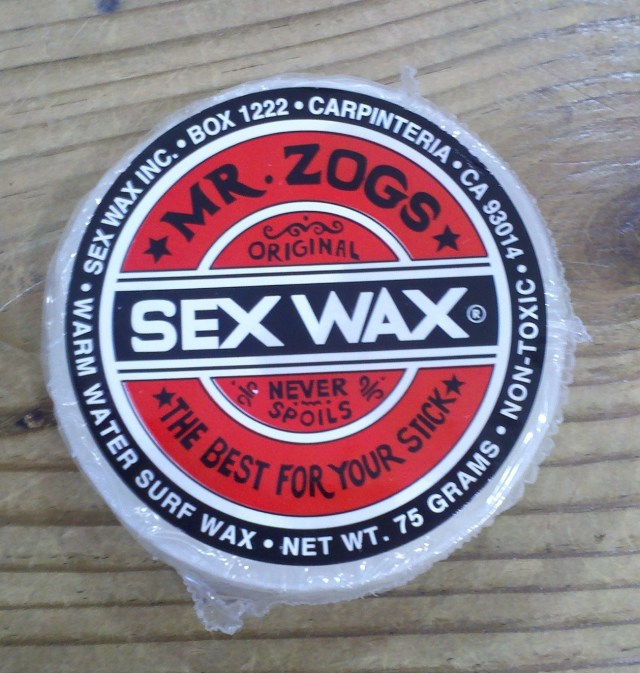 SEX WAX INC. • BOX 1222 • CARPINTERIA • CA 93014 • NON-TOXIC
• WARM WATER SURF WAX • NET WT. 75 GRAMS •
★ MR. ZOGS ★
ORIGINAL
SEX WAX®
NEVER
SPOILS
★ THE BEST FOR YOUR STICK ★